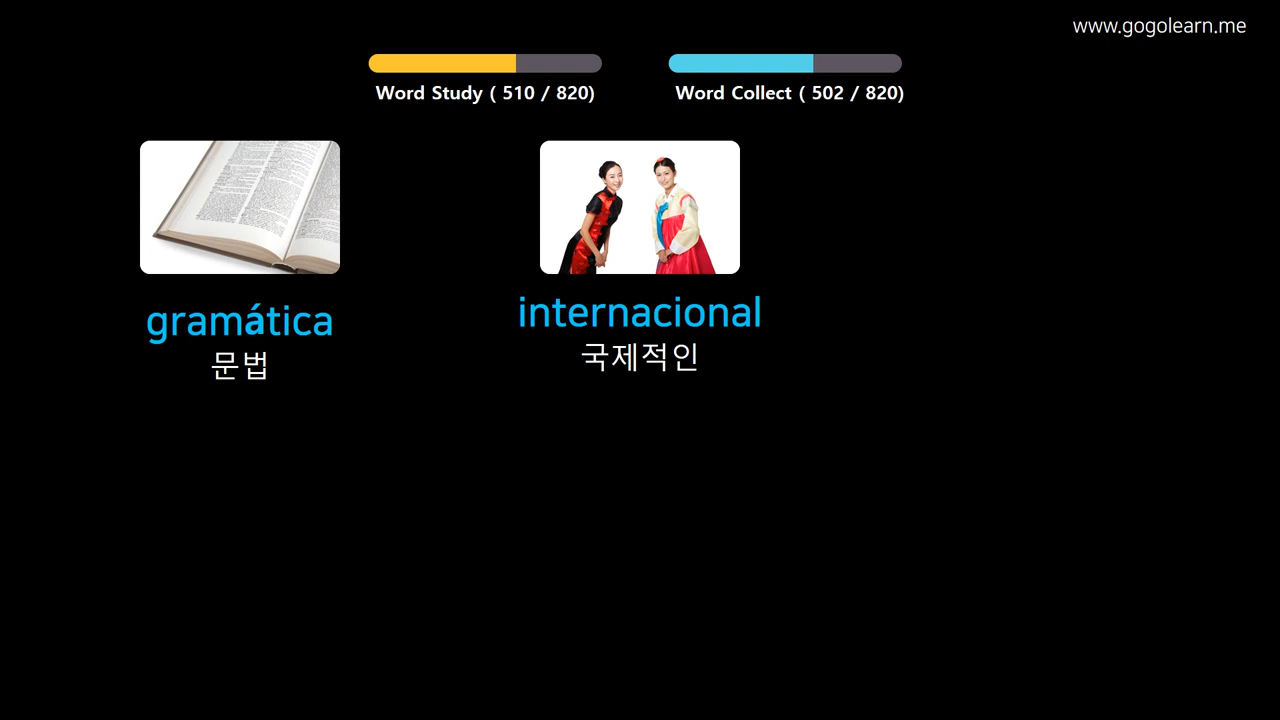 www.gogolearn.me
Word Study ( 510 / 820)
Word Collect ( 502 / 820)
gramática
문법
internacional
국제적인